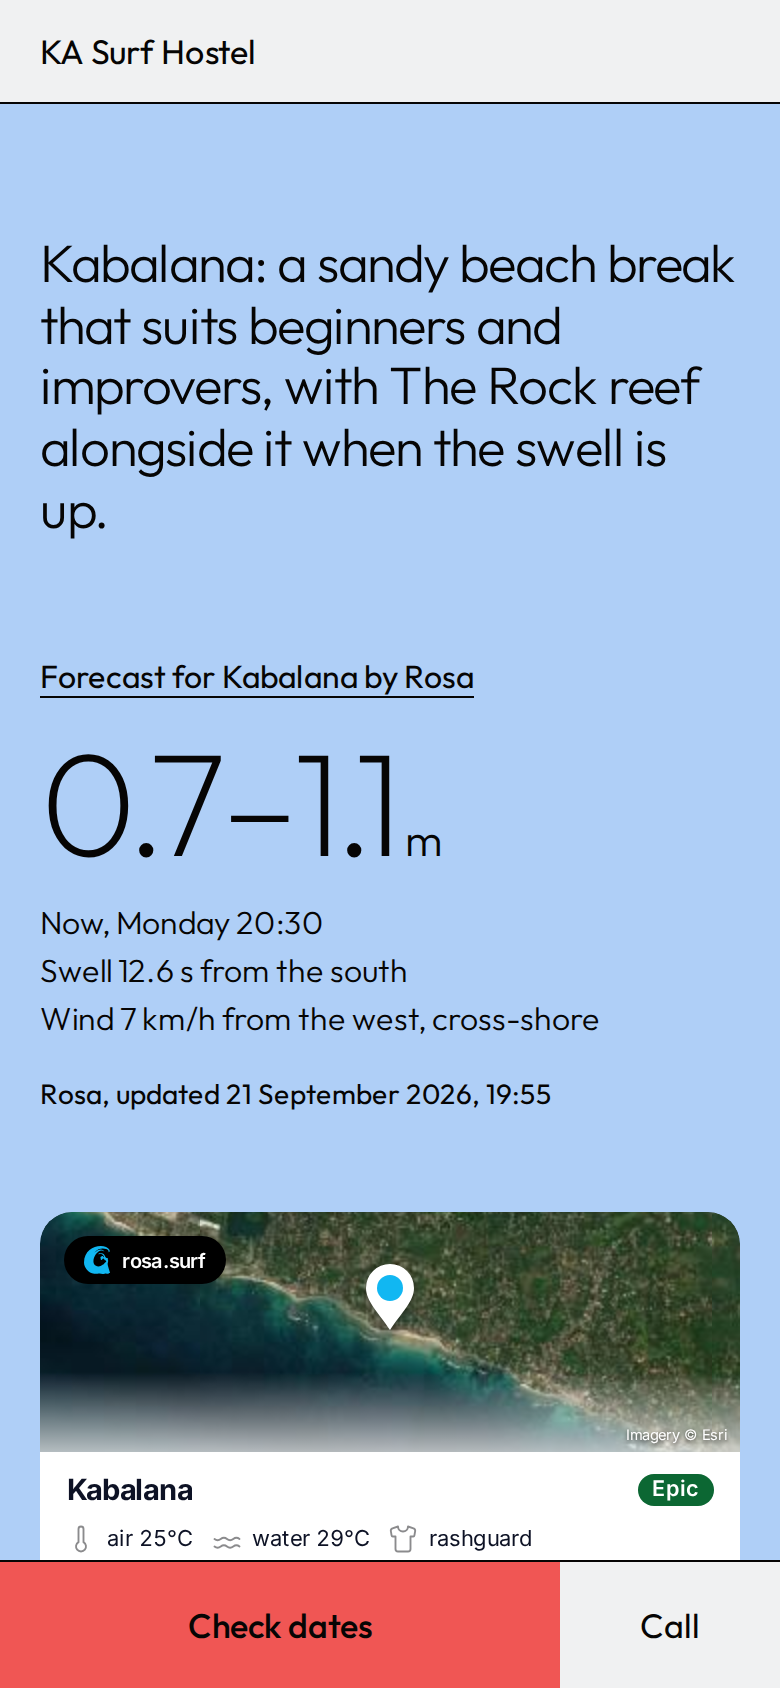 KA Surf Hostel
Kabalana: a sandy beach break
that suits beginners and
improvers, with The Rock reef
alongside it when the swell is
up.
Forecast for Kabalana by Rosa
0.7–1.1 m
Now, Monday 20:30
Swell 12.6 s from the south
Wind 7 km/h from the west, cross-shore
Rosa, updated 21 September 2026, 19:55
rosa.surf
Imagery © Esri
Kabalana
Epic
air 25°C water 29°C rashguard
Check dates
Call